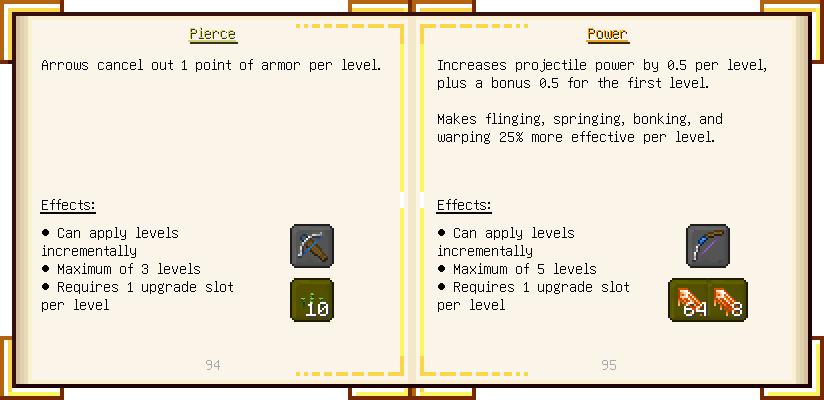 Pierce
Arrows cancel out 1 point of armor per level.
Effects:
● Can apply levels
incrementally
● Maximum of 3 levels
● Requires 1 upgrade slot
per level
10
94
Power
Increases projectile power by 0.5 per level,
plus a bonus 0.5 for the first level.
Makes flinging, springing, bonking, and
warping 25% more effective per level.
Effects:
● Can apply levels
incrementally
● Maximum of 5 levels
● Requires 1 upgrade slot
per level
64 8
95